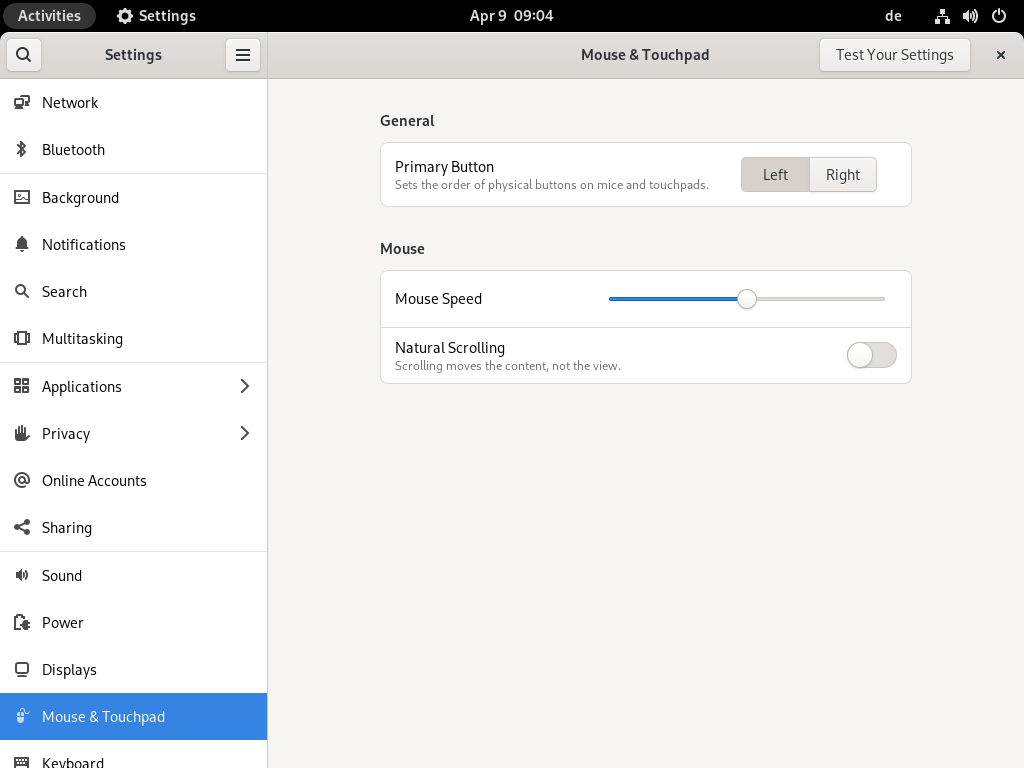 Activities
Settings
Apr 9 09:04
de
Settings
Mouse & Touchpad
Test Your Settings
Network
Bluetooth
Background
Notifications
Search
Multitasking
Applications
Privacy
Online Accounts
Sharing
Sound
Power
Displays
Mouse & Touchpad
Keyboard
General
Primary Button
Sets the order of physical buttons on mice and touchpads.
Left
Right
Mouse
Mouse Speed
Natural Scrolling
Scrolling moves the content, not the view.